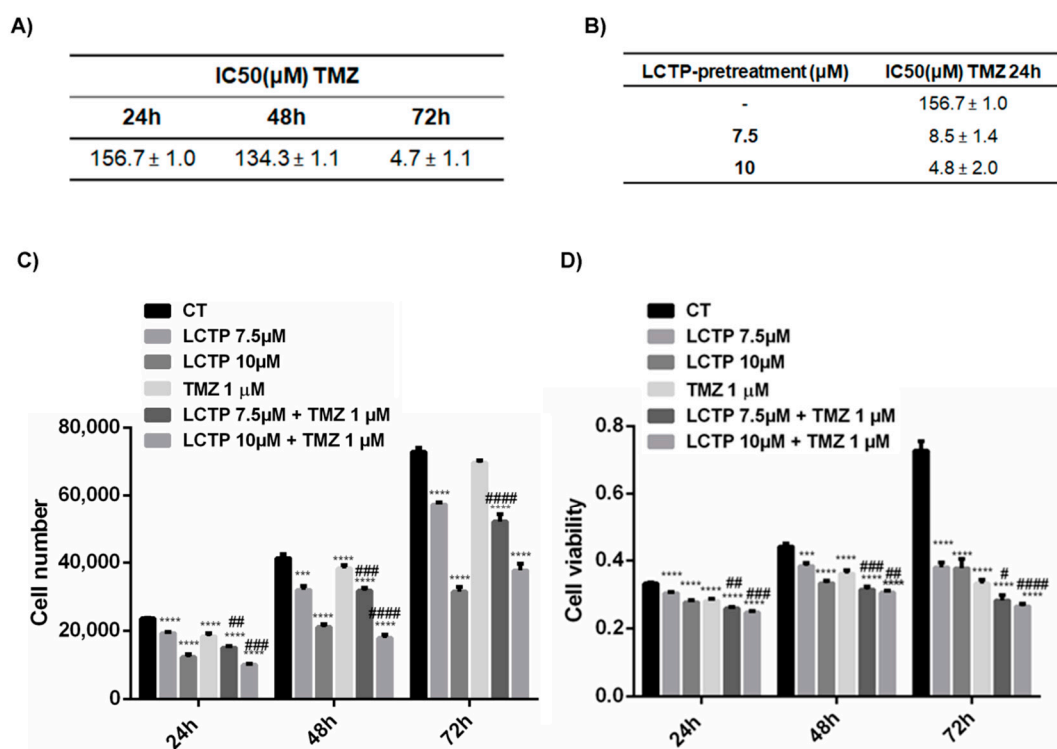 A)
IC50(µM) TMZ
24h 48h 72h
156.7 ± 1.0 134.3 ± 1.1 4.7 ± 1.1
B)
LCTP-pretreatment (µM) IC50(µM) TMZ 24h
- 156.7 ± 1.0
7.5 8.5 ± 1.4
10 4.8 ± 2.0
C)
CT
LCTP 7.5µM
LCTP 10µM
TMZ 1 µM
LCTP 7.5µM + TMZ 1 µM
LCTP 10µM + TMZ 1 µM
Cell number
80,000
60,000
40,000
20,000
0
****
****
****
##
****
###
****
***
****
****
###
****
####
****
****
****
####
****
****
24h 48h 72h
D)
CT
LCTP 7.5µM
LCTP 10µM
TMZ 1 µM
LCTP 7.5µM + TMZ 1 µM
LCTP 10µM + TMZ 1 µM
Cell viability
0.8
0.6
0.4
0.2
0.0
****
****
****
##
****
###
****
***
****
****
###
****
##
****
****
****
****
#
****
####
****
24h 48h 72h